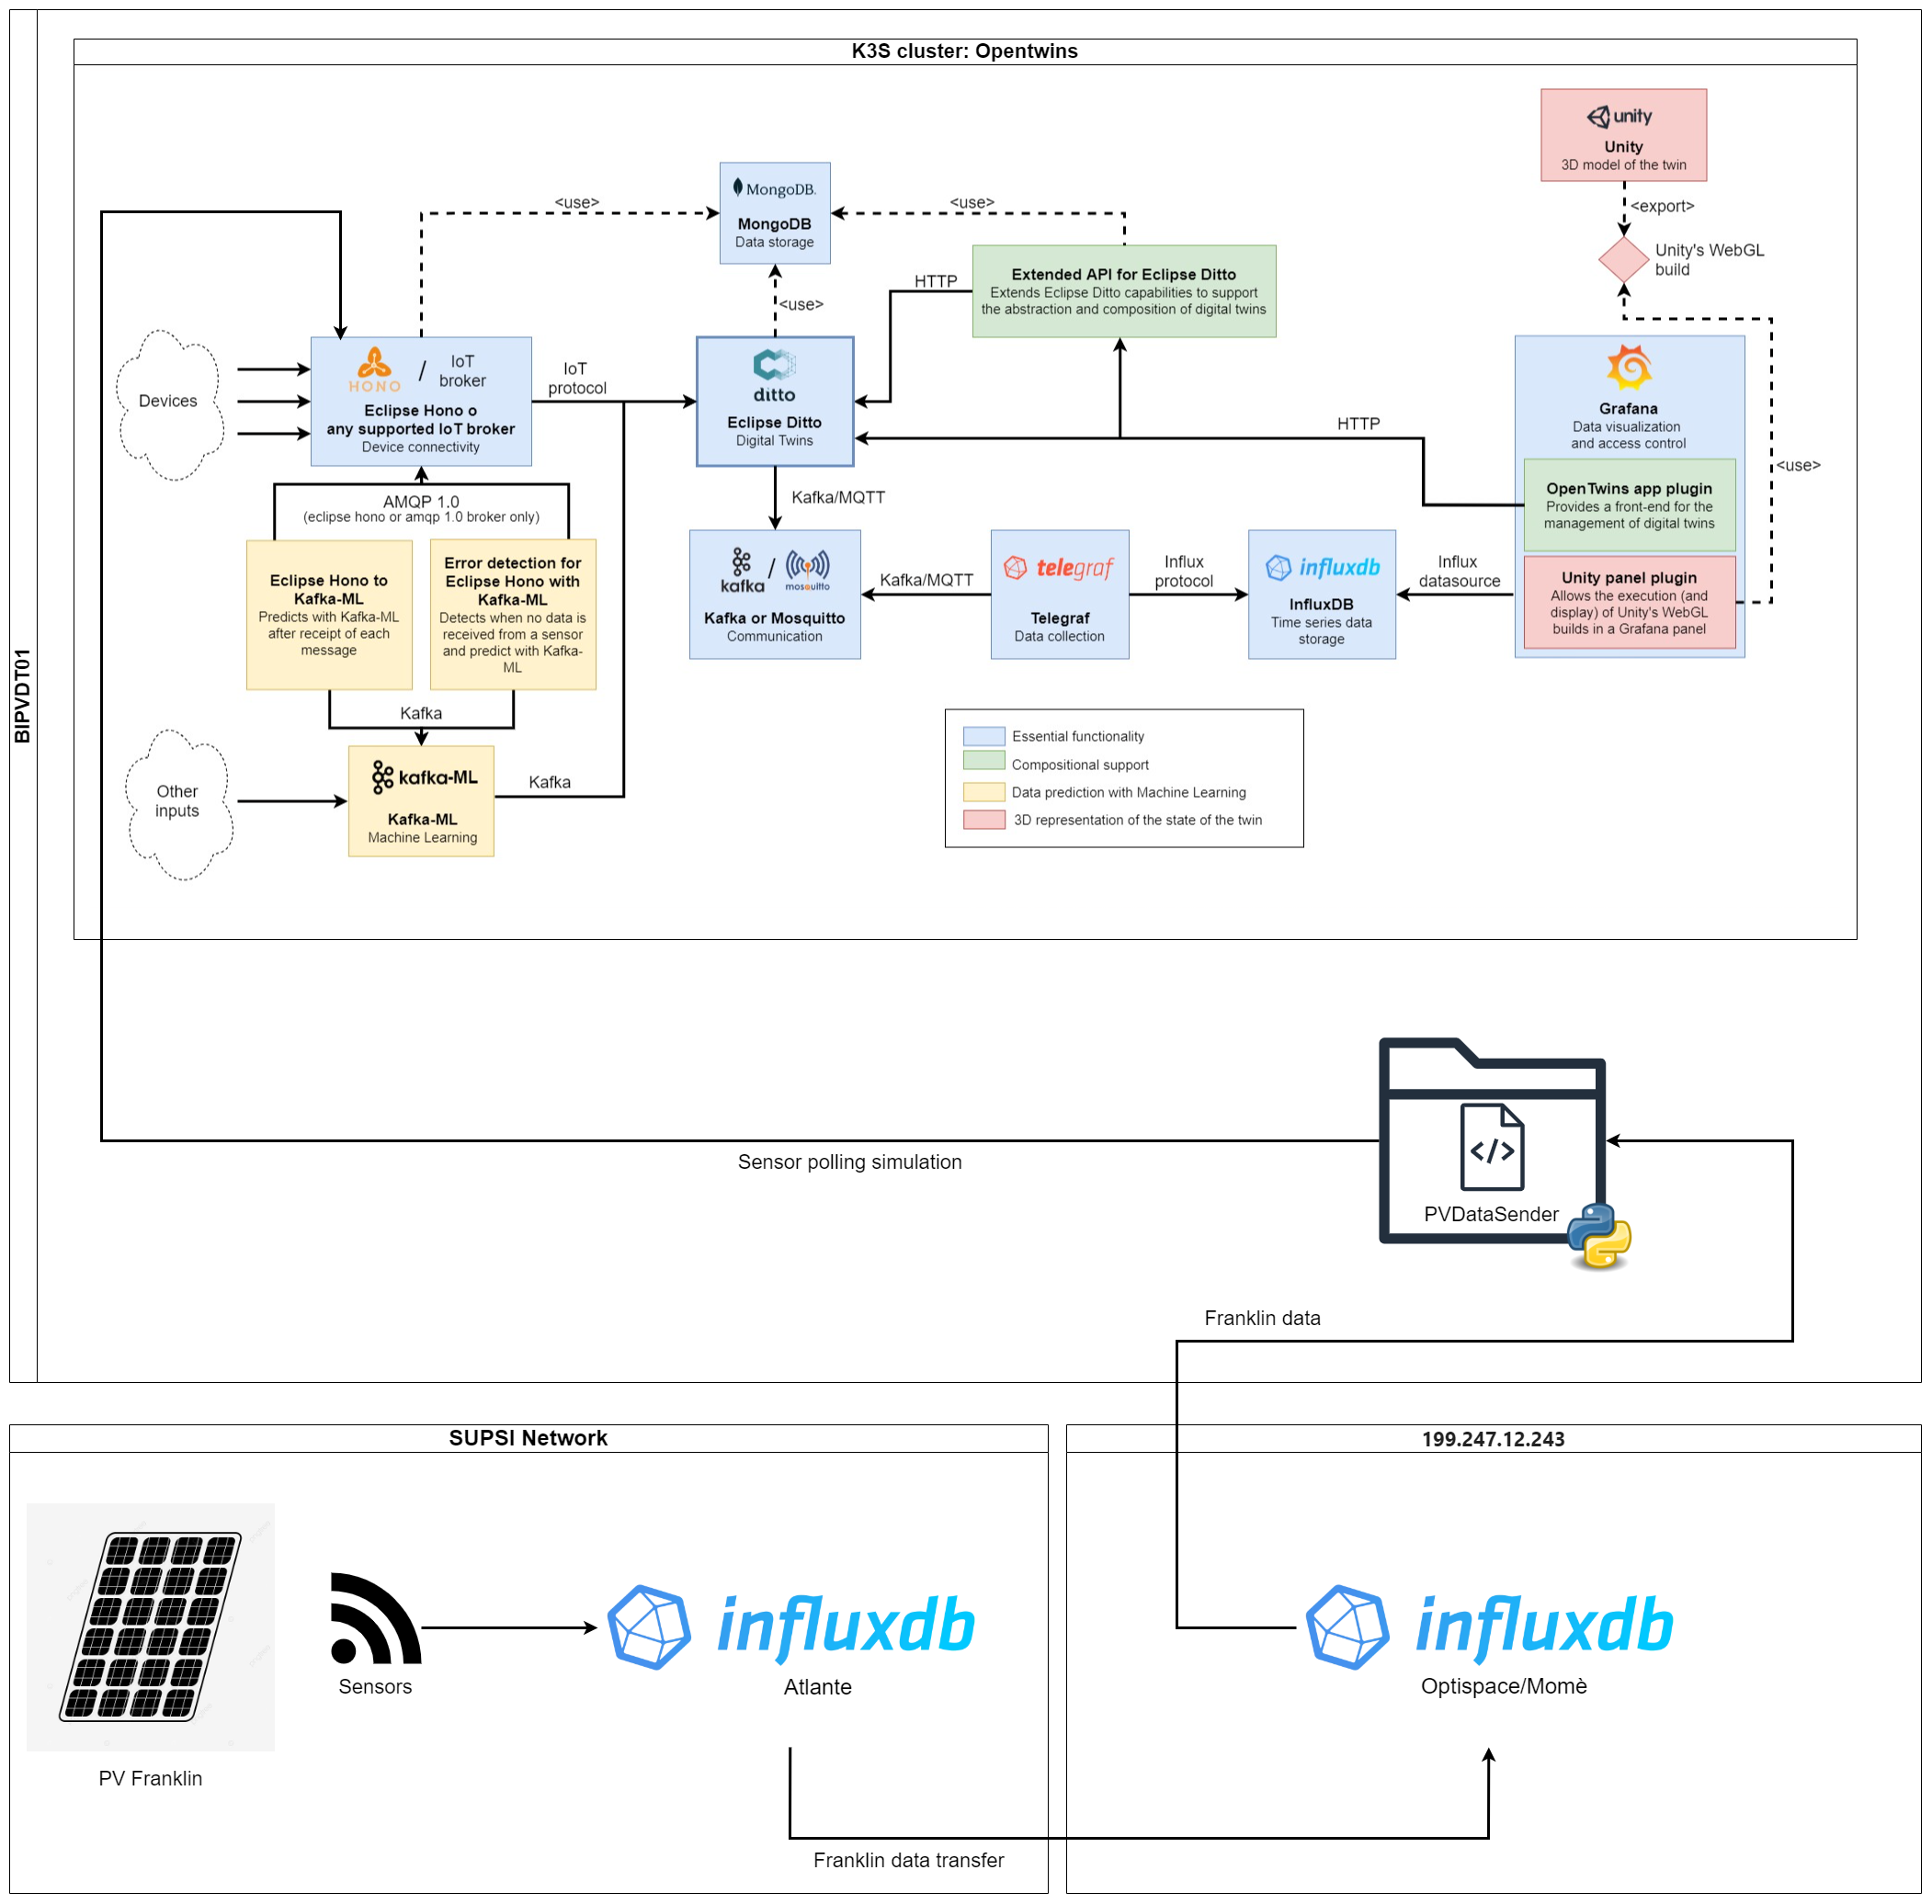 BIPVDT01
K3S cluster: Opentwins
unity
Unity
3D model of the twin
<export>
Unity's WebGL
build
<use>
MongoDB.
MongoDB
Data storage
<use>
<use>
HTTP
Extended API for Eclipse Ditto
Extends Eclipse Ditto capabilities to support
the abstraction and composition of digital twins
Devices
HONO
/
IoT
broker
Eclipse Hono o
any supported IoT broker
Device connectivity
IoT
protocol
ditto
Eclipse Ditto
Digital Twins
HTTP
Grafana
Data visualization
and access control
<use>
OpenTwins app plugin
Provides a front-end for the
management of digital twins
Unity panel plugin
Allows the execution (and
display) of Unity's WebGL
builds in a Grafana panel
AMQP 1.0
(eclipse hono or amqp 1.0 broker only)
Kafka/MQTT
Eclipse Hono to
Kafka-ML
Predicts with Kafka-ML
after receipt of each
message
Error detection for
Eclipse Hono with
Kafka-ML
Detects when no data is
received from a sensor
and predict with Kafka-
ML
kafka
/
mosquitto
Kafka or Mosquitto
Communication
Kafka/MQTT
telegraf
Telegraf
Data collection
Influx
protocol
influxdb
InfluxDB
Time series data
storage
Influx
datasource
Kafka
Other
inputs
kafka-ML
Kafka-ML
Machine Learning
Kafka
Essential functionality
Compositional support
Data prediction with Machine Learning
3D representation of the state of the twin
Sensor polling simulation
</>
PVDataSender
Franklin data
SUPSI Network
PV Franklin
Sensors
influxdb
Atlante
Franklin data transfer
199.247.12.243
influxdb
Optispace/Momè